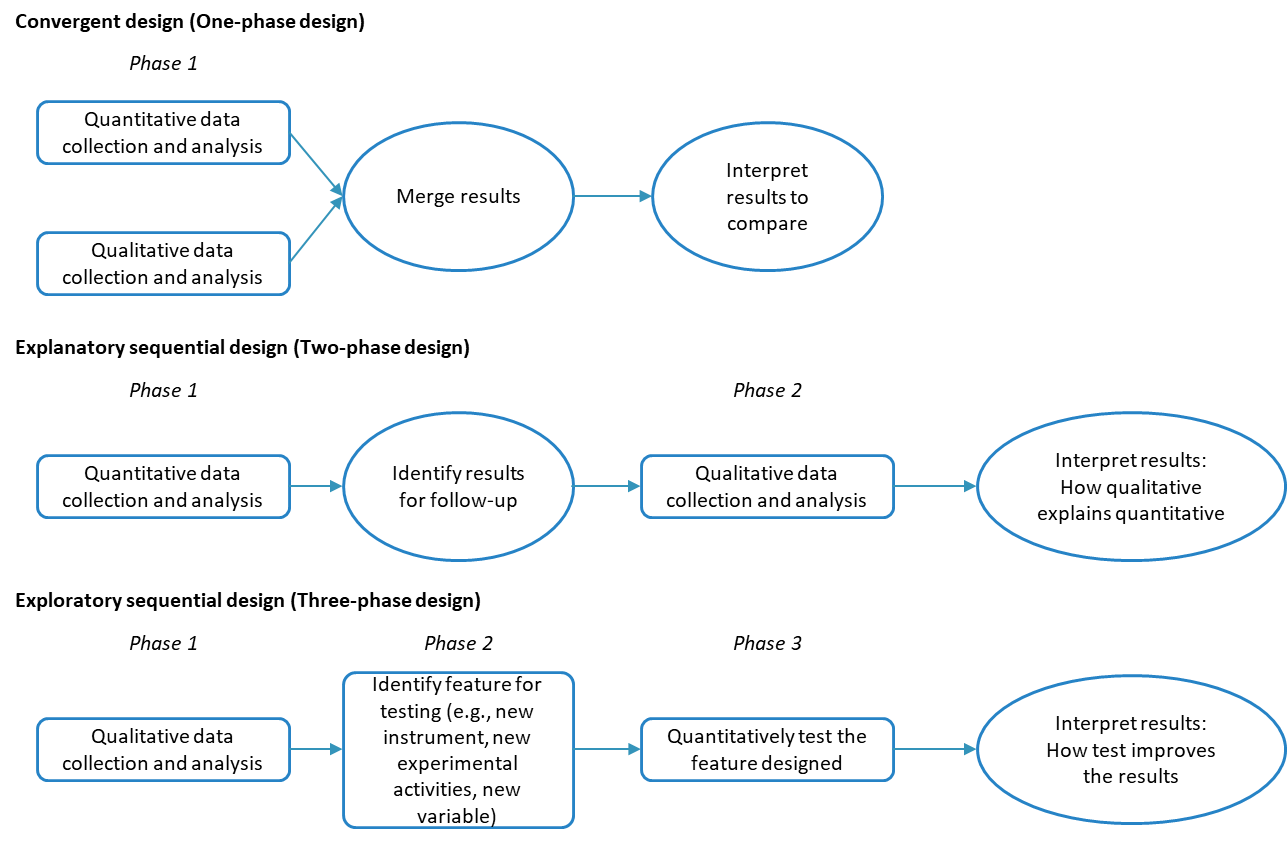 Convergent design (One-phase design)
Phase 1
Quantitative data
collection and analysis
Qualitative data
collection and analysis
Merge results
Interpret
results to
compare
Explanatory sequential design (Two-phase design)
Phase 1
Phase 2
Quantitative data
collection and analysis
Identify results
for follow-up
Qualitative data
collection and analysis
Interpret results:
How qualitative
explains quantitative
Exploratory sequential design (Three-phase design)
Phase 1
Phase 2
Phase 3
Qualitative data
collection and analysis
Identify feature for
testing (e.g., new
instrument, new
experimental
activities, new
variable)
Quantitatively test the
feature designed
Interpret results:
How test improves
the results